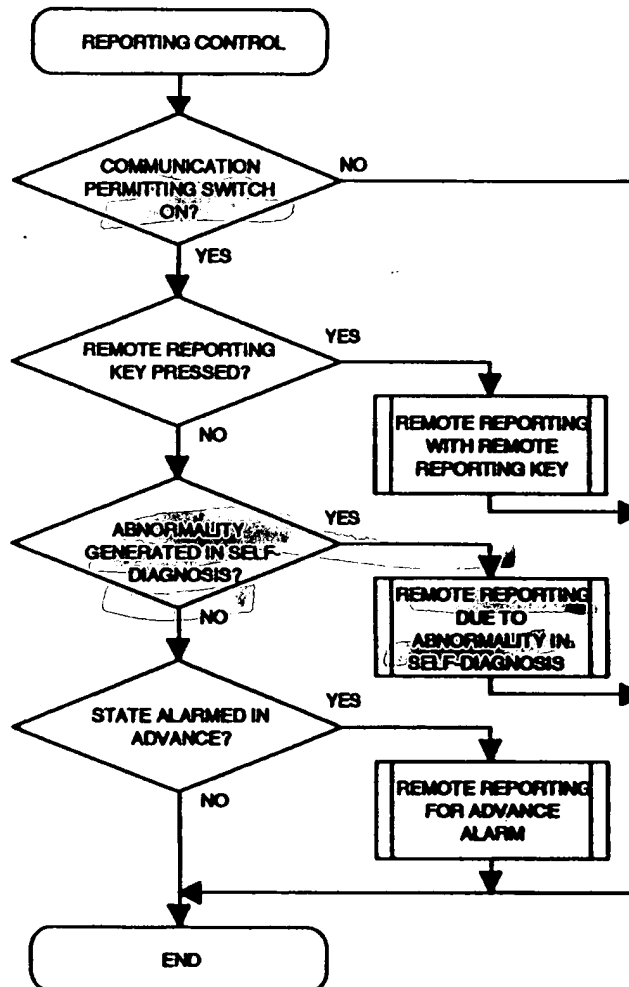 REPORTING CONTROL
COMMUNICATION
PERMITTING SWITCH
ON?
NO
YES
REMOTE REPORTING
KEY PRESSED?
YES
NO
REMOTE REPORTING
WITH REMOTE
REPORTING KEY
ABNORMALITY
GENERATED IN SELF-
DIAGNOSIS?
YES
NO
REMOTE REPORTING
DUE TO
ABNORMALITY IN
SELF-DIAGNOSIS
STATE ALARMED IN
ADVANCE?
YES
NO
REMOTE REPORTING
FOR ADVANCE
ALARM
END